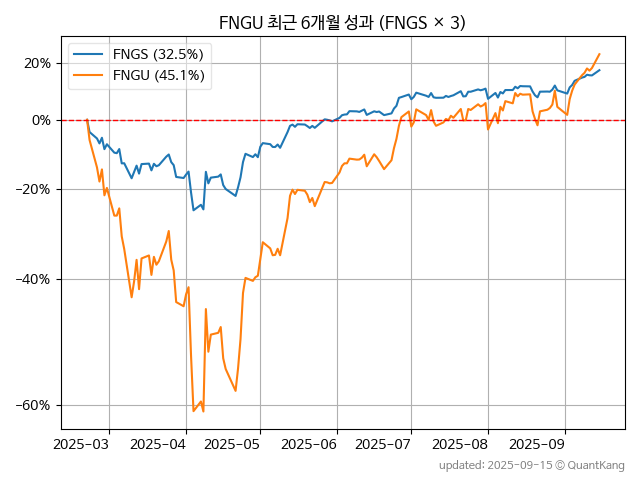 FNGU 최근 6개월 성과 (FNGS × 3)
FNGS (32.5%)
FNGU (45.1%)
20%
0%
−20%
−40%
−60%
2025−03 2025−04 2025−05 2025−06 2025−07 2025−08 2025−09
updated: 2025-09-15 © QuantKang